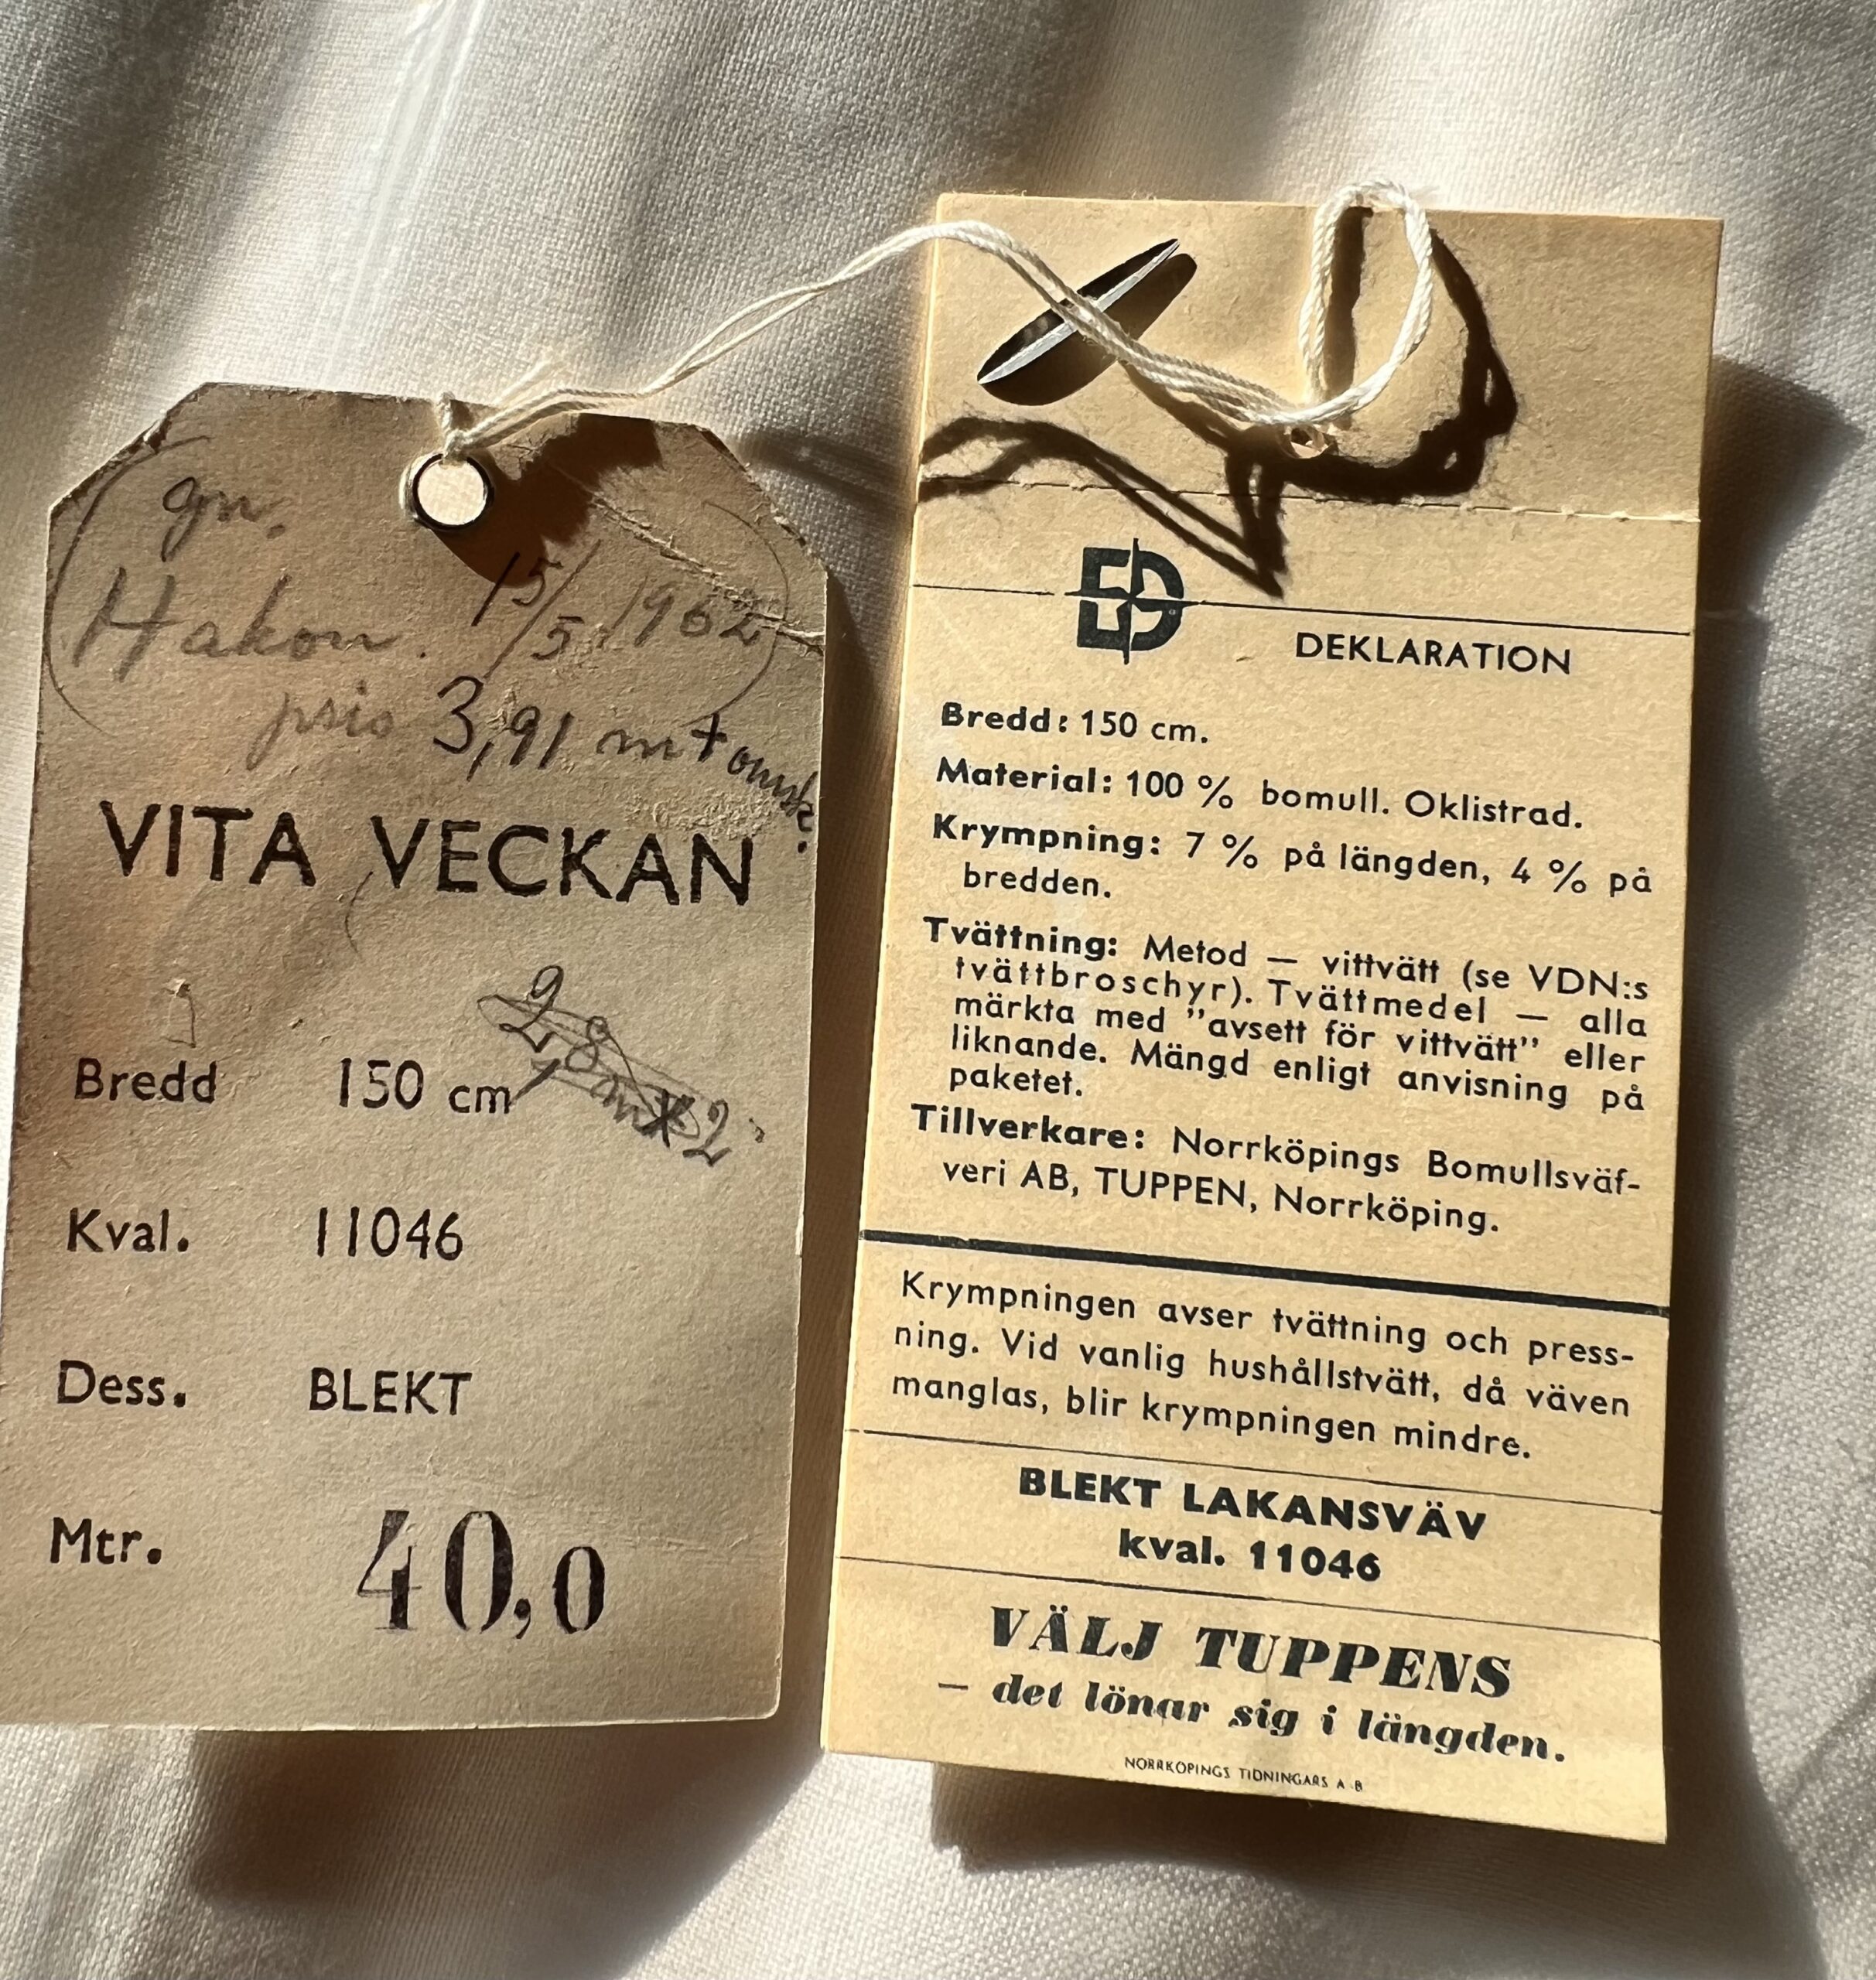 gm.
Hakon. 15/5 1962
pris 3,91 m + omsk.
VITA VECKAN
2,8 m x 2
Bredd 150 cm
Kval. 11046
Dess. BLEKT
Mtr. 40,0
DEKLARATION
Bredd: 150 cm.
Material: 100 % bomull. Oklistrad.
Krympning: 7 % på längden, 4 % på
bredden.
Tvättning: Metod — vittvätt (se VDN:s
tvättbroschyr). Tvättmedel — alla
märkta med "avsett för vittvätt" eller
liknande. Mängd enligt anvisning på
paketet.
Tillverkare: Norrköpings Bomullsväf-
veri AB, TUPPEN, Norrköping.
Krympningen avser tvättning och press-
ning. Vid vanlig hushållstvätt, då väven
manglas, blir krympningen mindre.
BLEKT LAKANSVÄV
kval. 11046
VÄLJ TUPPENS
— det lönar sig i längden.
NORRKÖPINGS TIDNINGARS A-B